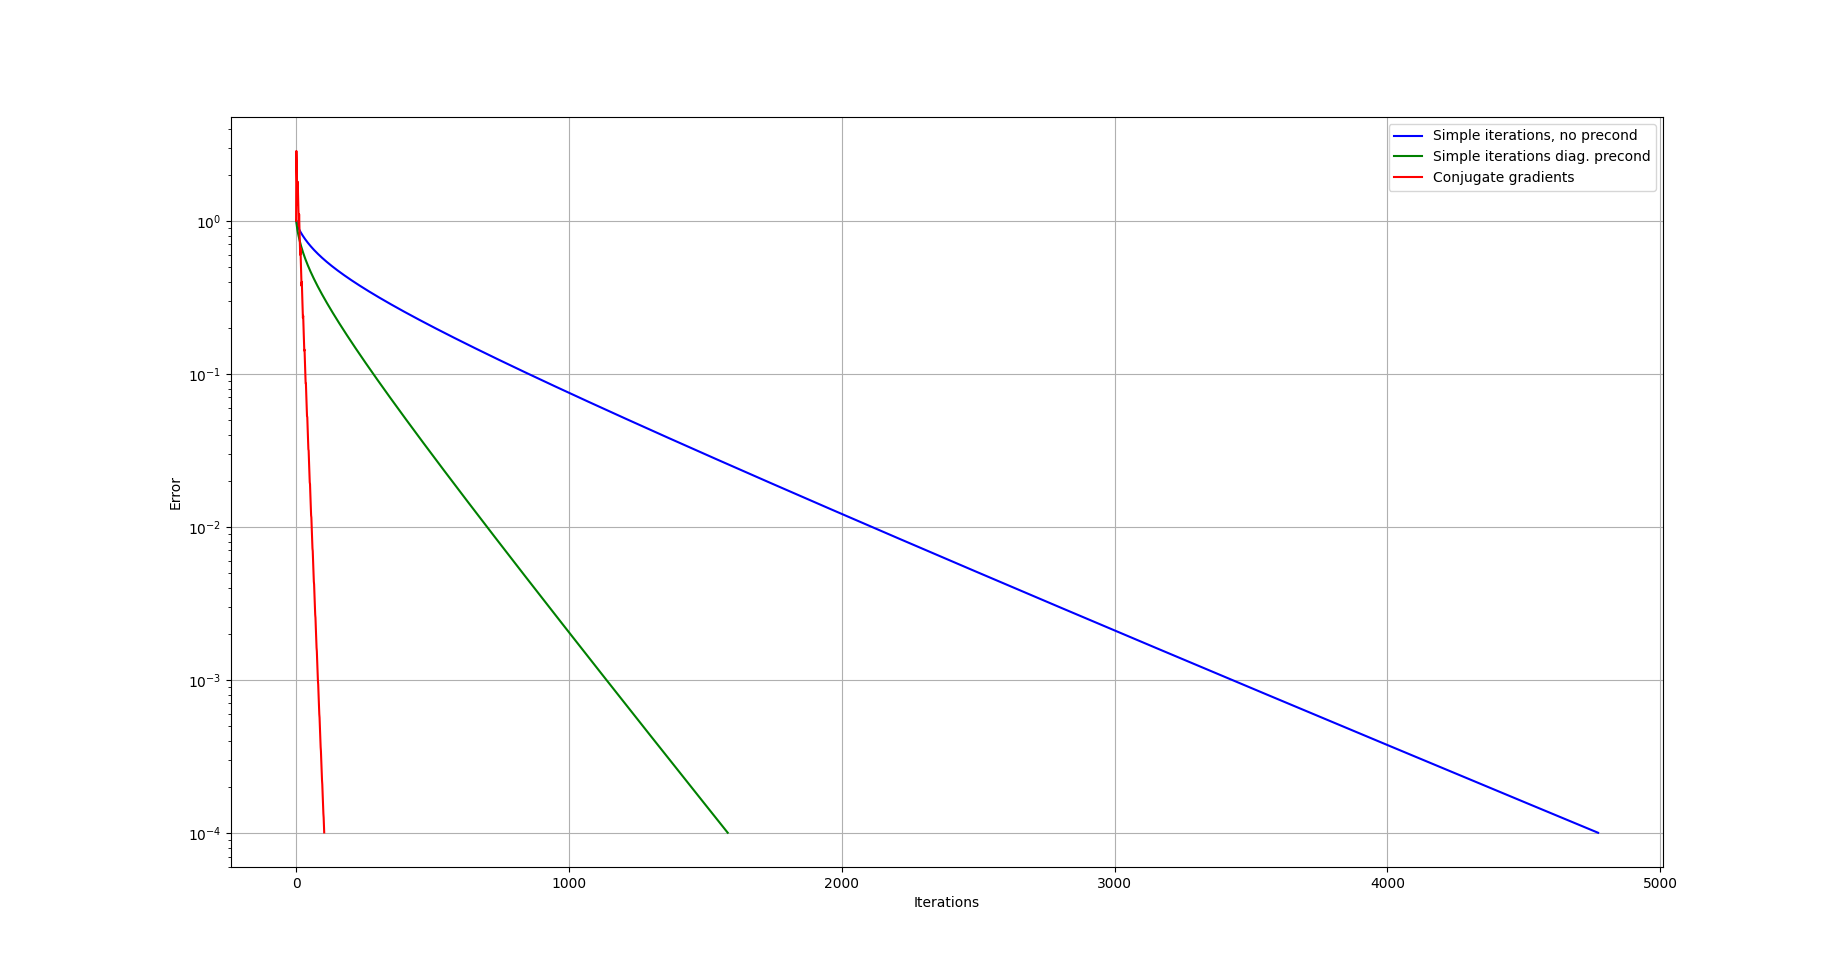 Simple iterations, no precond
Simple iterations diag. precond
Conjugate gradients
10⁰
10⁻¹
10⁻²
10⁻³
10⁻⁴
Error
0 1000 2000 3000 4000 5000
Iterations